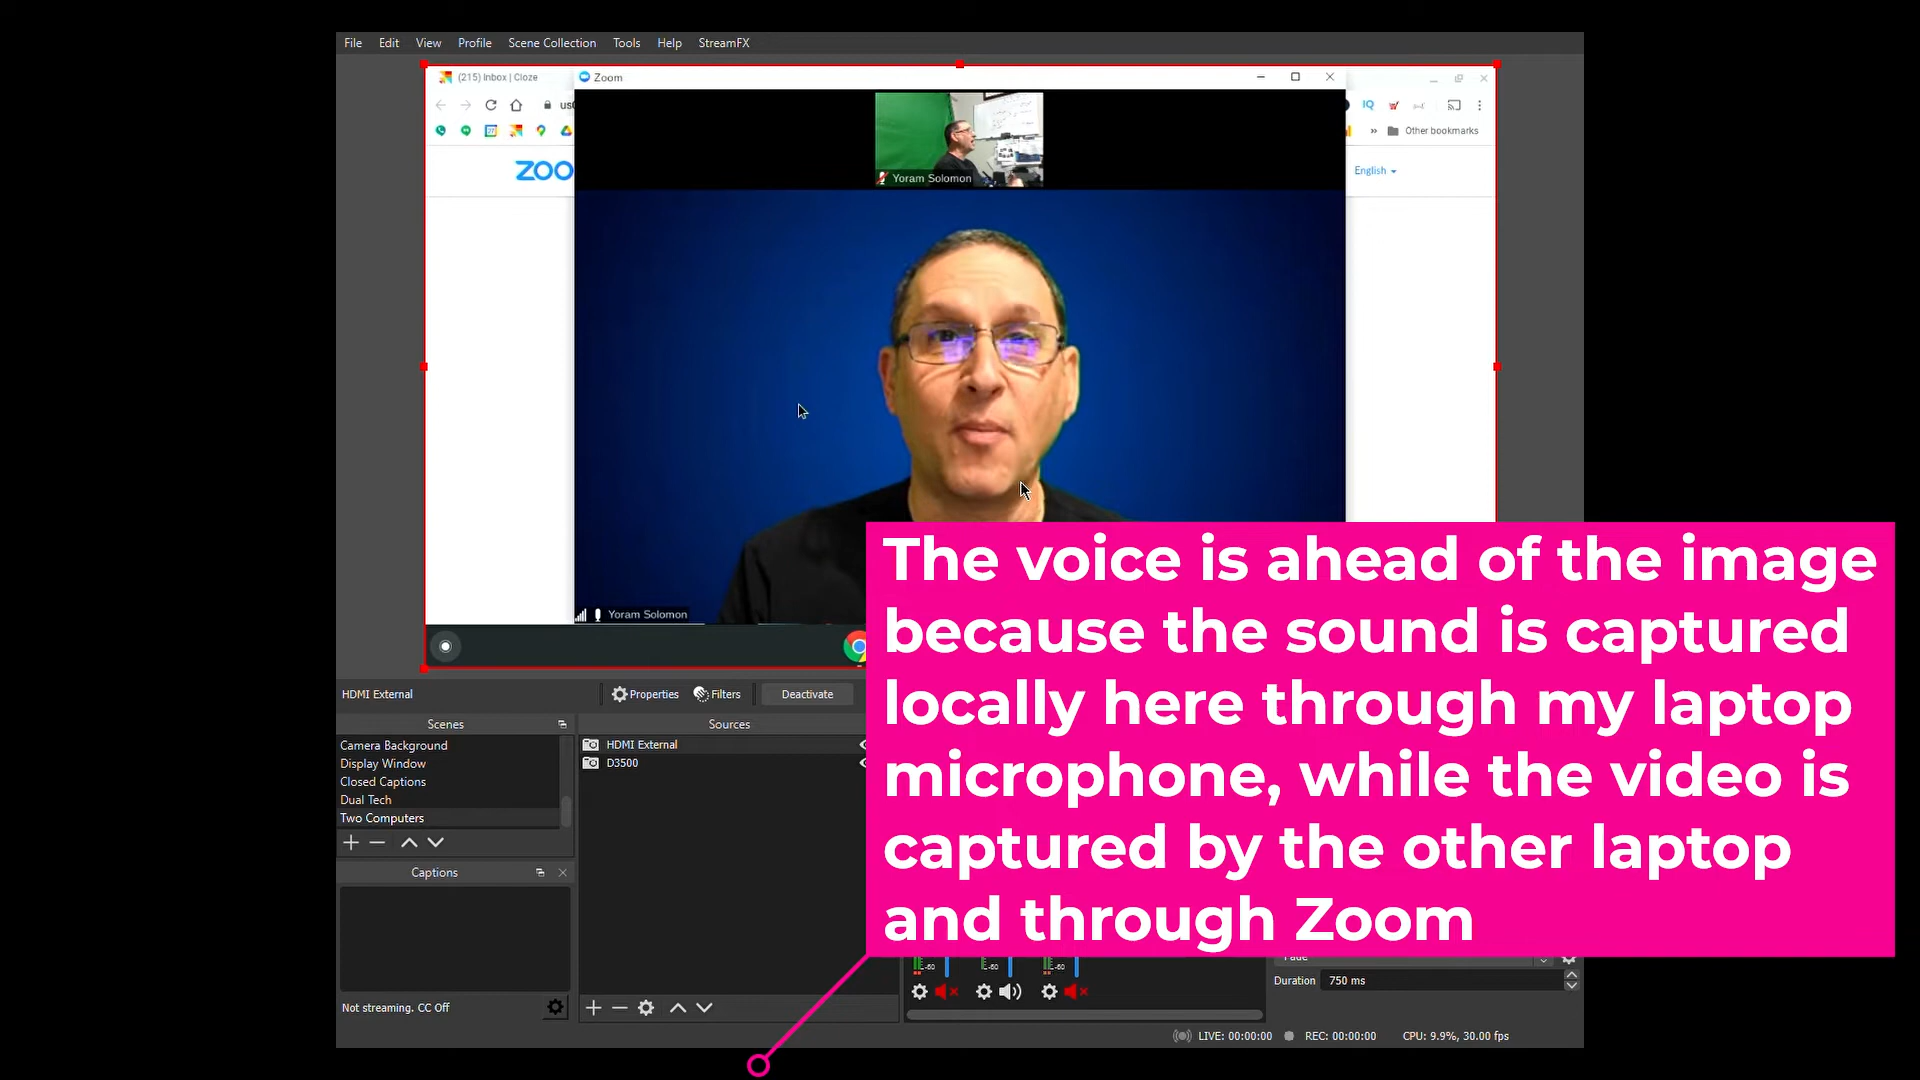 File Edit View Profile Scene Collection Tools Help StreamFX
(215) Inbox | Cloze
Zoom
IQ
Other bookmarks
ZOO
English
Yoram Solomon
Yoram Solomon
The voice is ahead of the image
because the sound is captured
locally here through my laptop
microphone, while the video is
captured by the other laptop
and through Zoom
HDMI External Properties Filters Deactivate
Scenes
Camera Background
Display Window
Closed Captions
Dual Tech
Two Computers
Sources
HDMI External
D3500
Captions
Not streaming. CC Off
-60 -60 -60
Duration 750 ms
LIVE: 00:00:00 REC: 00:00:00 CPU: 9.9%, 30.00 fps